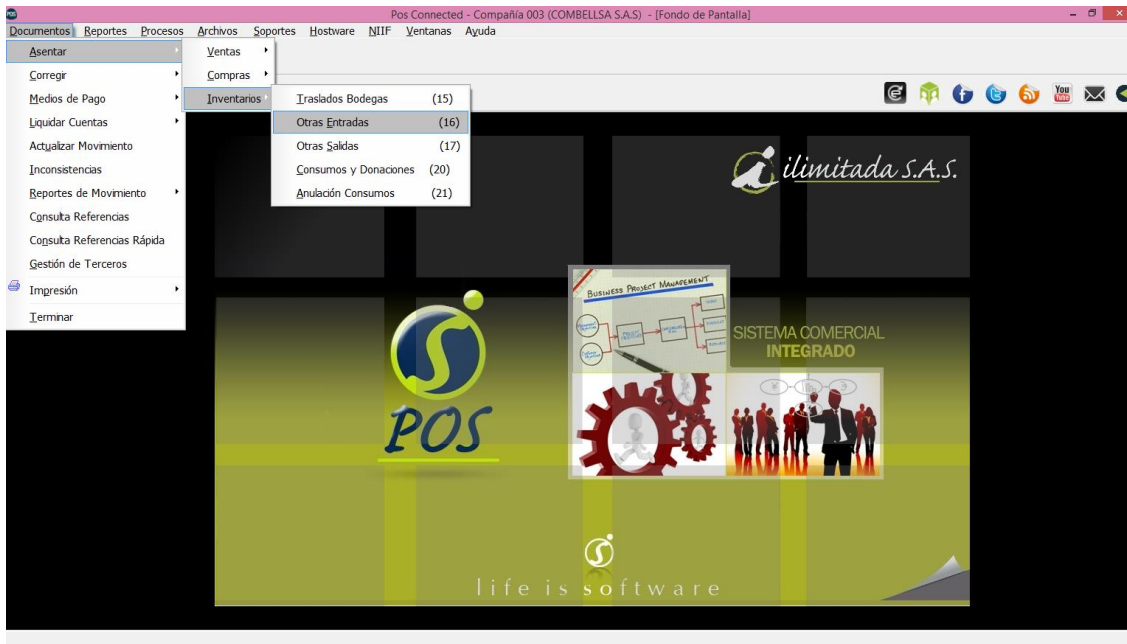 POS
Pos Connected - Compañía 003 (COMBELLSA S.A.S) - [Fondo de Pantalla]
Documentos Reportes Procesos Archivos Soportes Hostware NIIF Ventanas Ayuda
Asentar
Corregir
Medios de Pago
Liquidar Cuentas
Actualizar Movimiento
Inconsistencias
Reportes de Movimiento
Consulta Referencias
Consulta Referencias Rápida
Gestión de Terceros
Impresión
Terminar
Ventas
Compras
Inventarios
Traslados Bodegas (15)
Otras Entradas (16)
Otras Salidas (17)
Consumos y Donaciones (20)
Anulación Consumos (21)
You
Tube
ilimitada S.A.S.
BUSINESS PROJECT MANAGEMENT
SISTEMA COMERCIAL
INTEGRADO
POS
life is software